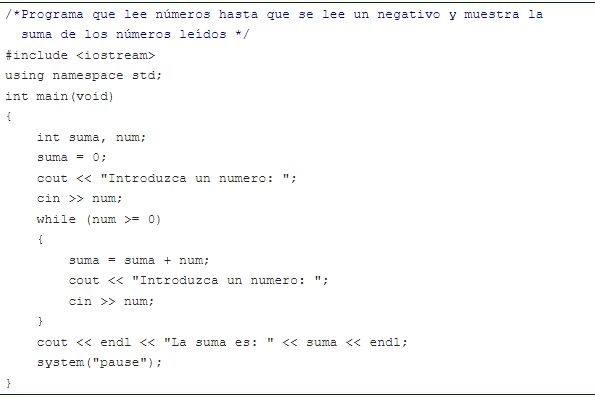 /*Programa que lee números hasta que se lee un negativo y muestra la
  suma de los números leídos */
#include <iostream>
using namespace std;
int main(void)
{
    int suma, num;
    suma = 0;
    cout << "Introduzca un numero: ";
    cin >> num;
    while (num >= 0)
    {
        suma = suma + num;
        cout << "Introduzca un numero: ";
        cin >> num;
    }
    cout << endl << "La suma es: " << suma << endl;
    system("pause");
}